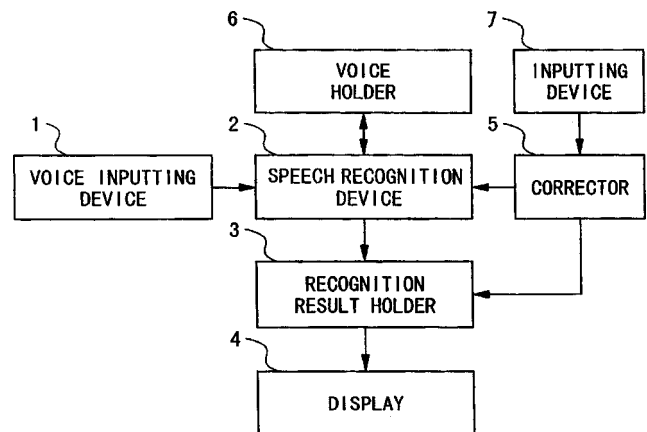 6
VOICE
HOLDER
7
INPUTTING
DEVICE
1
VOICE INPUTTING
DEVICE
2
SPEECH RECOGNITION
DEVICE
5
CORRECTOR
3
RECOGNITION
RESULT HOLDER
4
DISPLAY